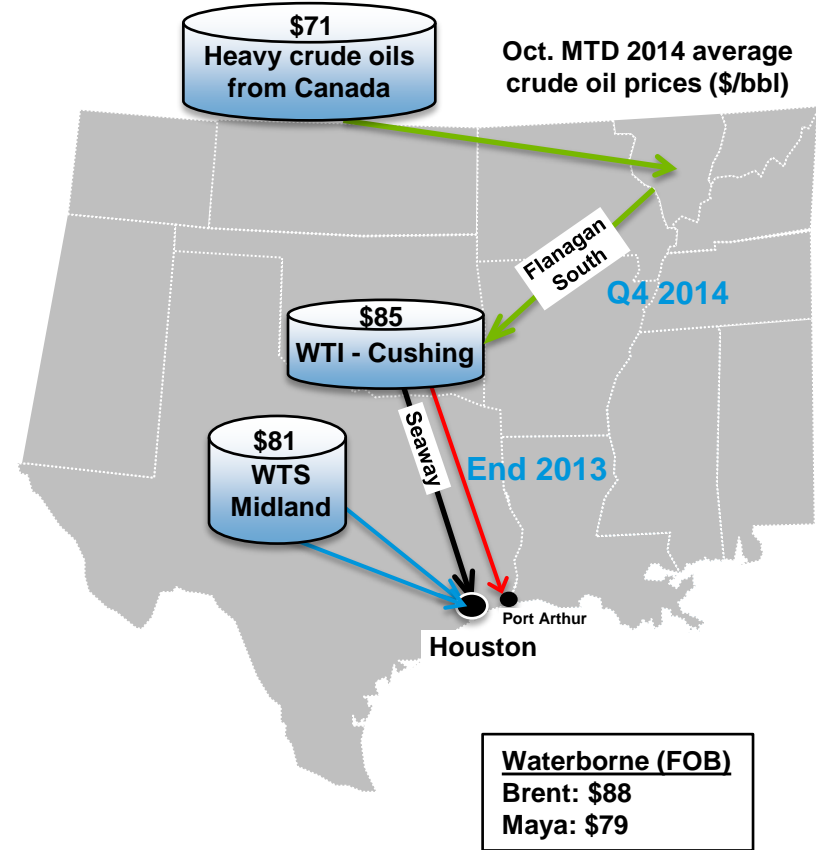 $71
Heavy crude oils
from Canada
Oct. MTD 2014 average
crude oil prices ($/bbl)
Flanagan
South
Q4 2014
$85
WTI - Cushing
Seaway
End 2013
$81
WTS
Midland
Port Arthur
Houston
Waterborne (FOB)
Brent: $88
Maya: $79